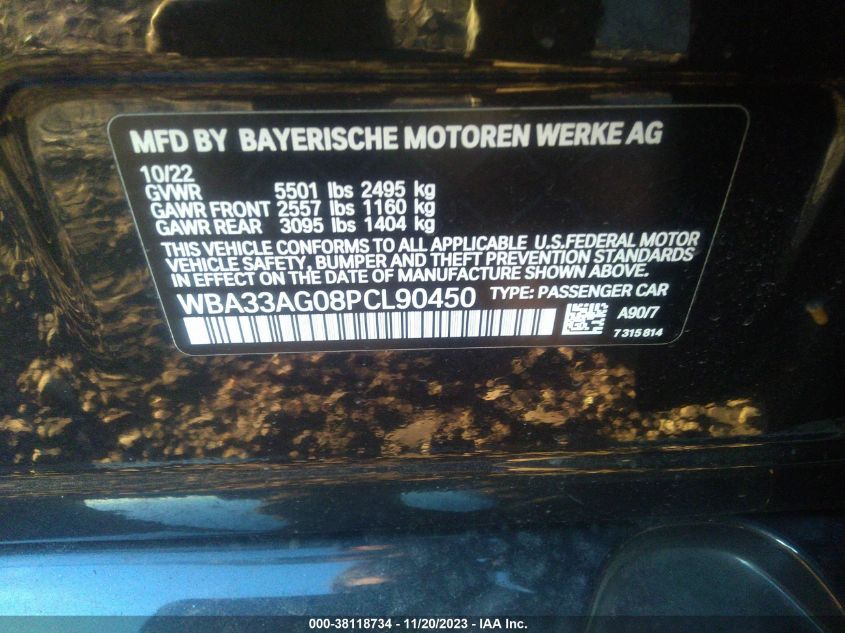 MFD BY BAYERISCHE MOTOREN WERKE AG
10/22
GVWR 5501 lbs 2495 kg
GAWR FRONT 2557 lbs 1160 kg
GAWR REAR 3095 lbs 1404 kg
THIS VEHICLE CONFORMS TO ALL APPLICABLE U.S.FEDERAL MOTOR
VEHICLE SAFETY, BUMPER AND THEFT PREVENTION STANDARDS
IN EFFECT ON THE DATE OF MANUFACTURE SHOWN ABOVE.
WBA33AG08PCL90450 TYPE: PASSENGER CAR
A90/7
7315814
000-38118734 - 11/20/2023 - IAA Inc.